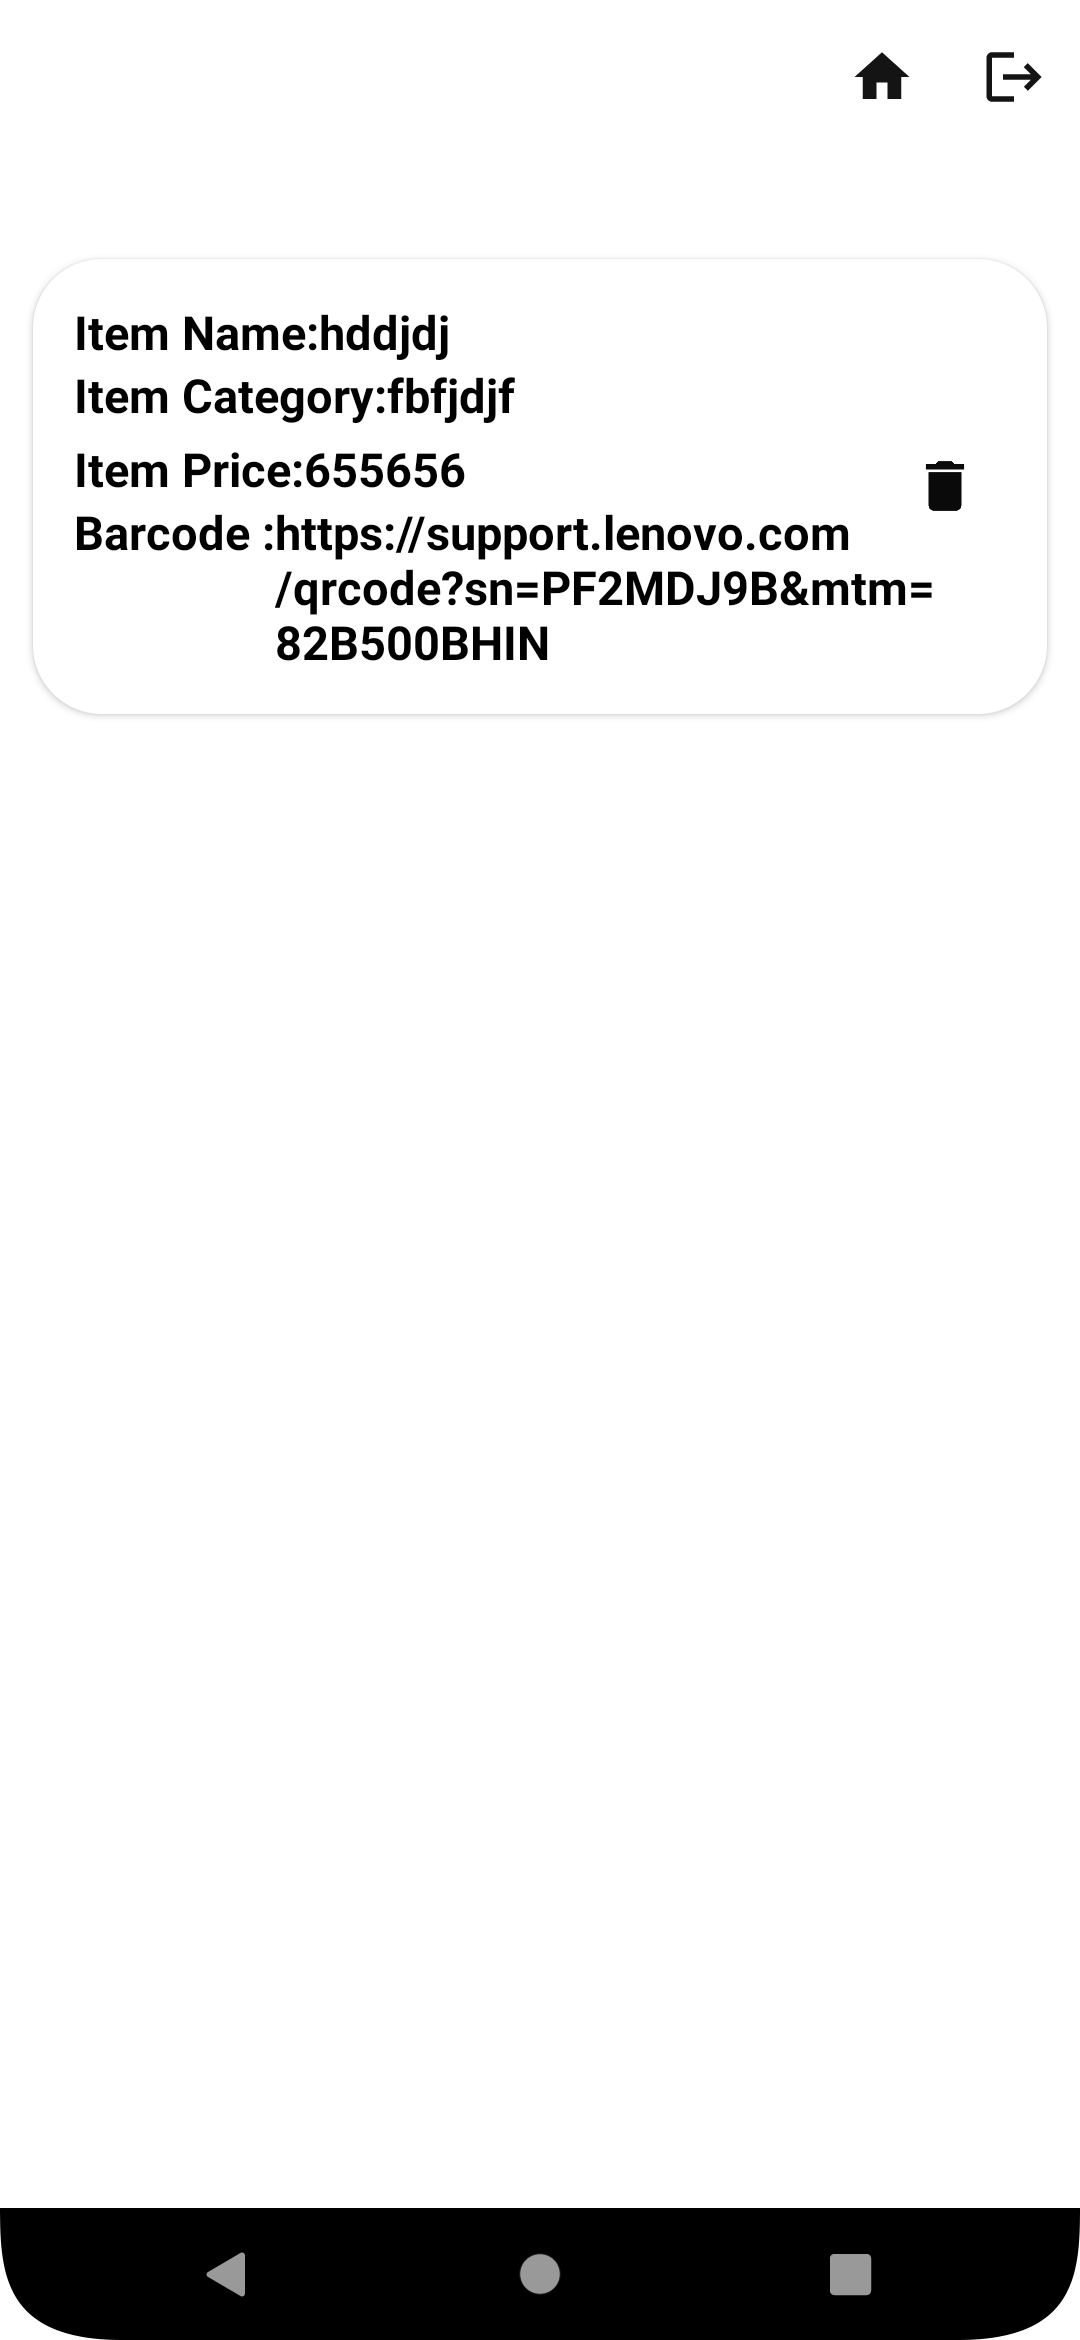 Item Name:hddjdj
Item Category:fbfjdjf
Item Price:655656
Barcode :https://support.lenovo.com
/qrcode?sn=PF2MDJ9B&mtm=
82B500BHIN